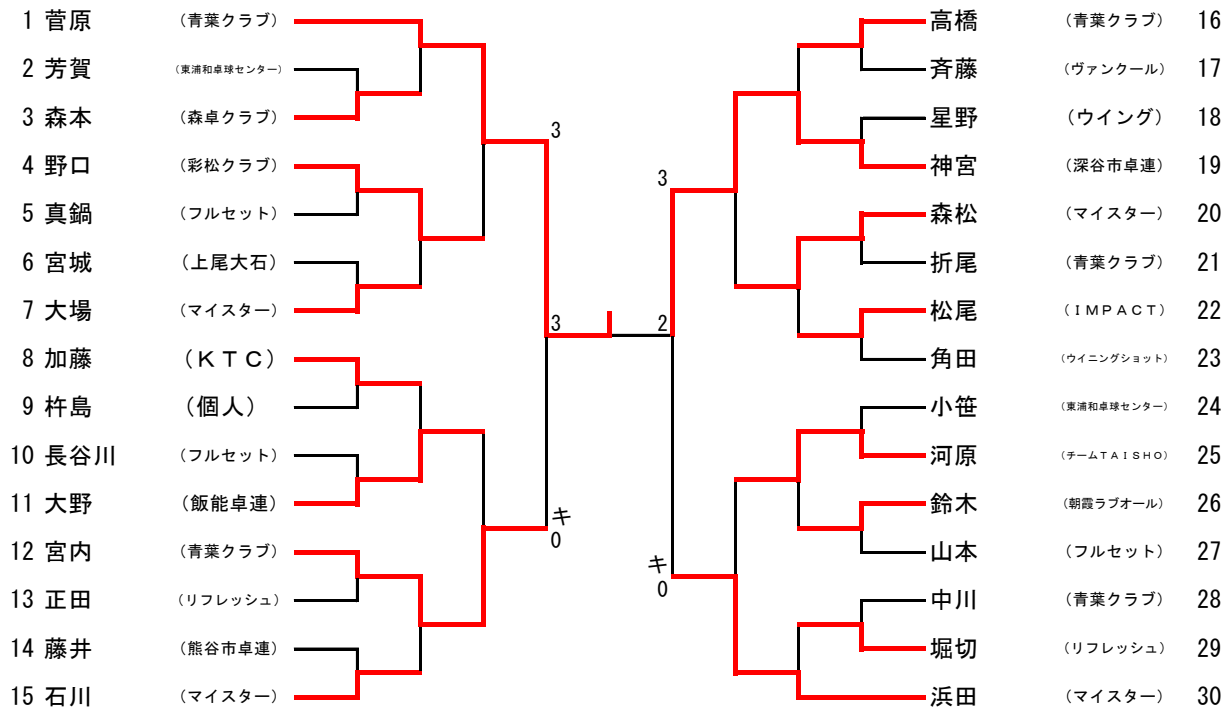 1 菅原 (青葉クラブ)
2 芳賀 (東浦和卓球センター)
3 森本 (森卓クラブ)
4 野口 (彩松クラブ)
5 真鍋 (フルセット)
6 宮城 (上尾大石)
7 大場 (マイスター)
8 加藤 (ＫＴＣ)
9 杵島 (個人)
10 長谷川 (フルセット)
11 大野 (飯能卓連)
12 宮内 (青葉クラブ)
13 正田 (リフレッシュ)
14 藤井 (熊谷市卓連)
15 石川 (マイスター)
3
3
キ
0
3
2
キ
0
高橋 (青葉クラブ) 16
斉藤 (ヴァンクール) 17
星野 (ウイング) 18
神宮 (深谷市卓連) 19
森松 (マイスター) 20
折尾 (青葉クラブ) 21
松尾 (ＩＭＰＡＣＴ) 22
角田 (ウイニングショット) 23
小笹 (東浦和卓球センター) 24
河原 (チームＴＡＩＳＨＯ) 25
鈴木 (朝霞ラブオール) 26
山本 (フルセット) 27
中川 (青葉クラブ) 28
堀切 (リフレッシュ) 29
浜田 (マイスター) 30